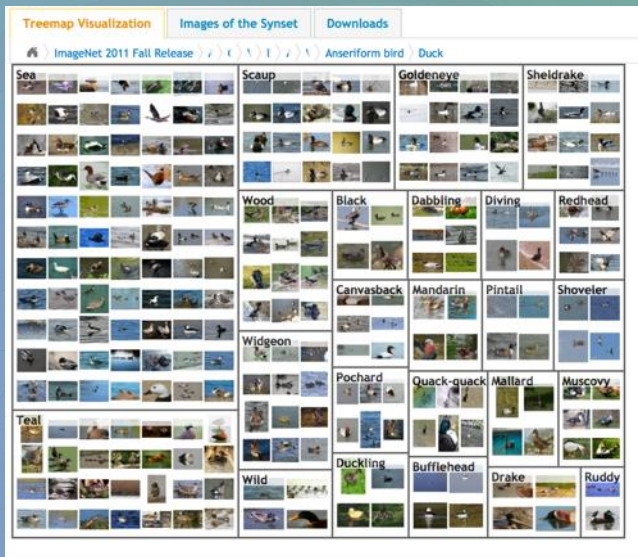 Treemap Visualization Images of the Synset Downloads
ImageNet 2011 Fall Release Anseriform bird Duck
Sea Scaup Goldeneye Sheldrake
Wood Black Dabbling Diving Redhead
Canvasback Mandarin Pintail Shoveler
Widgeon
Pochard Quack-quack Mallard Muscovy
Teal
Duckling Bufflehead
Wild Drake Ruddy